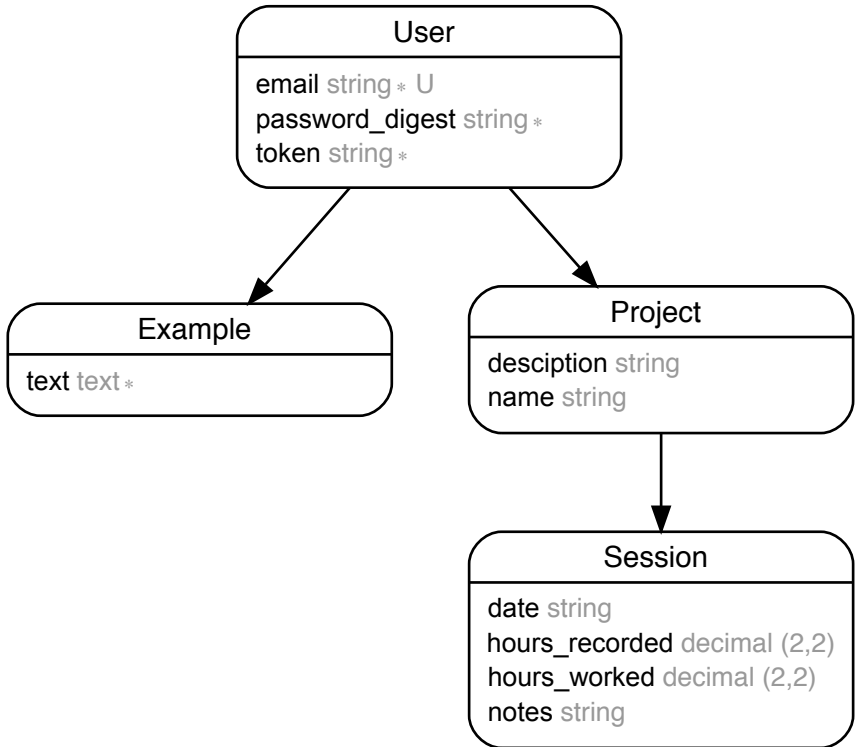 User
email string * U
password_digest string *
token string *
Example
text text *
Project
desciption string
name string
Session
date string
hours_recorded decimal (2,2)
hours_worked decimal (2,2)
notes string